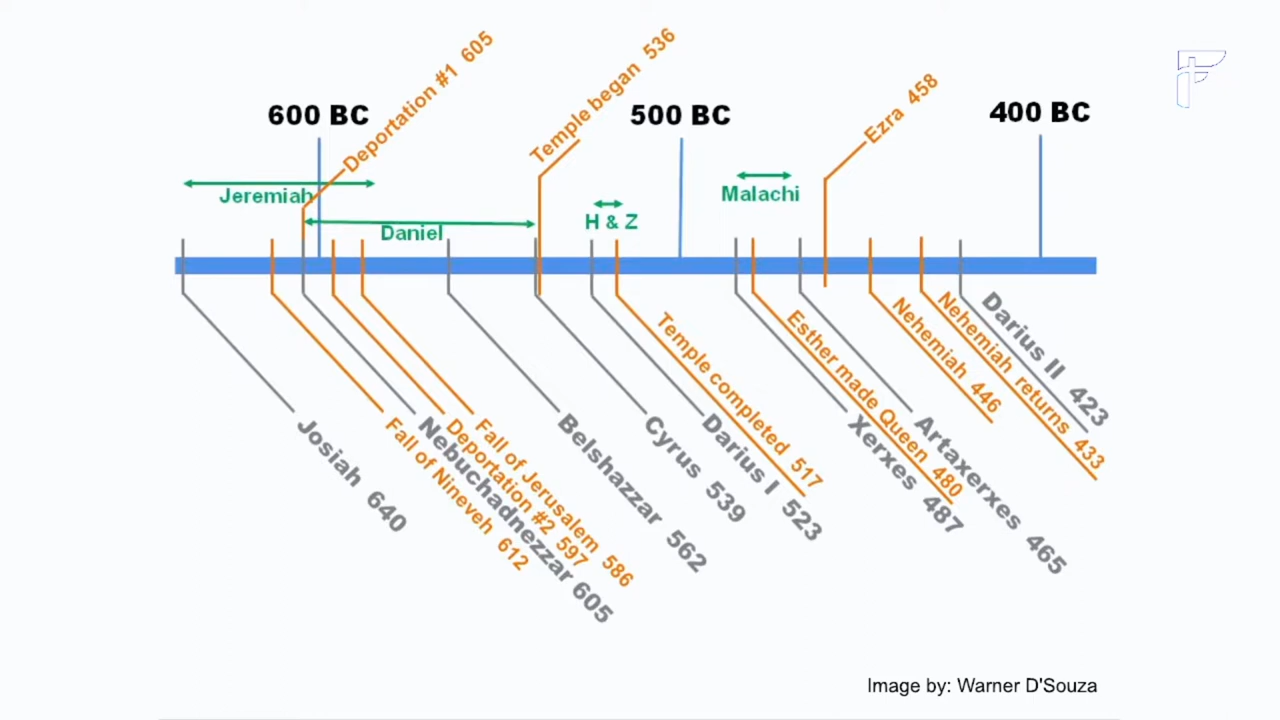 Deportation #1 605
Temple began 536
Ezra 458
600 BC
500 BC
400 BC
Jeremiah
Daniel
H & Z
Malachi
Josiah 640
Fall of Nineveh 612
Nebuchadnezzar 605
Deportation #2 597
Fall of Jerusalem 586
Belshazzar 562
Cyrus 539
Darius I 523
Temple completed 517
Xerxes 487
Esther made Queen 480
Artaxerxes 465
Nehemiah 446
Nehemiah returns 433
Darius II 423
Image by: Warner D'Souza